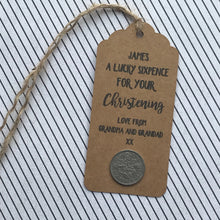 JAMES
A LUCKY SIXPENCE
FOR YOUR
Christening
LOVE FROM
GRANDMA AND GRANDAD
XX